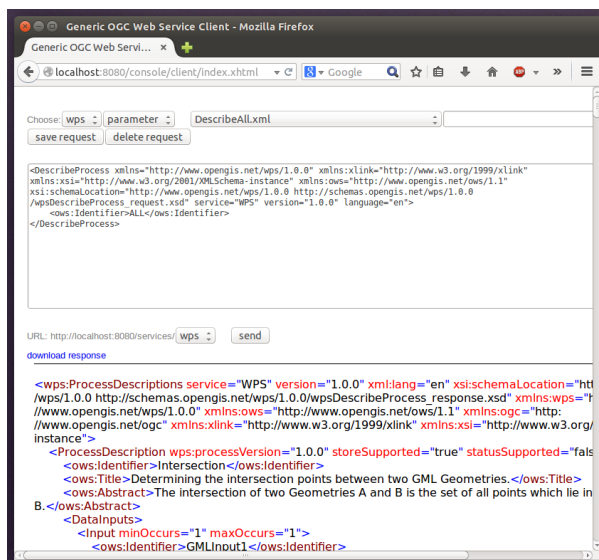 Generic OGC Web Service Client - Mozilla Firefox
Generic OGC Web Servi... ×
localhost:8080/console/client/index.xhtml Google
Choose: wps parameter DescribeAll.xml
save request delete request
<DescribeProcess xmlns="http://www.opengis.net/wps/1.0.0" xmlns:xlink="http://www.w3.org/1999/xlink"
xmlns:xsi="http://www.w3.org/2001/XMLSchema-instance" xmlns:ows="http://www.opengis.net/ows/1.1"
xsi:schemaLocation="http://www.opengis.net/wps/1.0.0 http://schemas.opengis.net/wps/1.0.0
/wpsDescribeProcess_request.xsd" service="WPS" version="1.0.0" language="en">
<ows:Identifier>ALL</ows:Identifier>
</DescribeProcess>
URL: http://localhost:8080/services/ wps send
download response
<wps:ProcessDescriptions service="WPS" version="1.0.0" xml:lang="en" xsi:schemaLocation="htt
/wps/1.0.0 http://schemas.opengis.net/wps/1.0.0/wpsDescribeProcess_response.xsd" xmlns:wps="h
//www.opengis.net/wps/1.0.0" xmlns:ows="http://www.opengis.net/ows/1.1" xmlns:ogc="http:
//www.opengis.net/ogc" xmlns:xlink="http://www.w3.org/1999/xlink" xmlns:xsi="http://www.w3.org/
instance">
<ProcessDescription wps:processVersion="1.0.0" storeSupported="true" statusSupported="fals
<ows:Identifier>Intersection</ows:Identifier>
<ows:Title>Determining the intersection points between two GML Geometries.</ows:Title>
<ows:Abstract>The intersection of two Geometries A and B is the set of all points which lie in
B.</ows:Abstract>
<DataInputs>
<Input minOccurs="1" maxOccurs="1">
<ows:Identifier>GMLInput1</ows:Identifier>